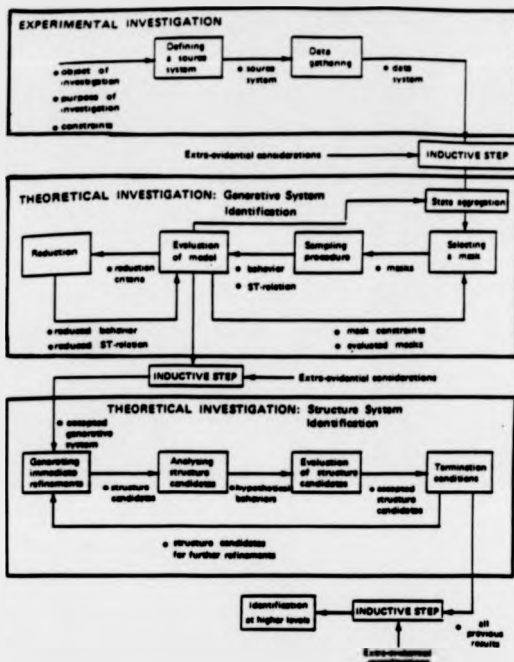 EXPERIMENTAL INVESTIGATION
Defining
a source
system
Data
gathering
object of
investigation
purpose of
investigation
constraints
source
system
data
system
Extra-evidential considerations
INDUCTIVE STEP
THEORETICAL INVESTIGATION: Generative System
Identification
State aggregation
Reduction
Evaluation
of model
Sampling
procedure
Selecting
a mask
reduction
criteria
behavior
ST-relation
masks
reduced behavior
reduced ST-relation
mask constraints
evaluated masks
INDUCTIVE STEP
Extra-evidential considerations
THEORETICAL INVESTIGATION: Structure System
Identification
accepted
generative
system
Generating
immediate
refinements
Analysing
structure
candidates
Evaluation
of structure
candidates
Termination
conditions
structure
candidates
hypothetical
behaviors
accepted
structure
candidates
structure candidates
for further refinements
Identification
at higher levels
INDUCTIVE STEP
all
previous
results
Extra-evidential